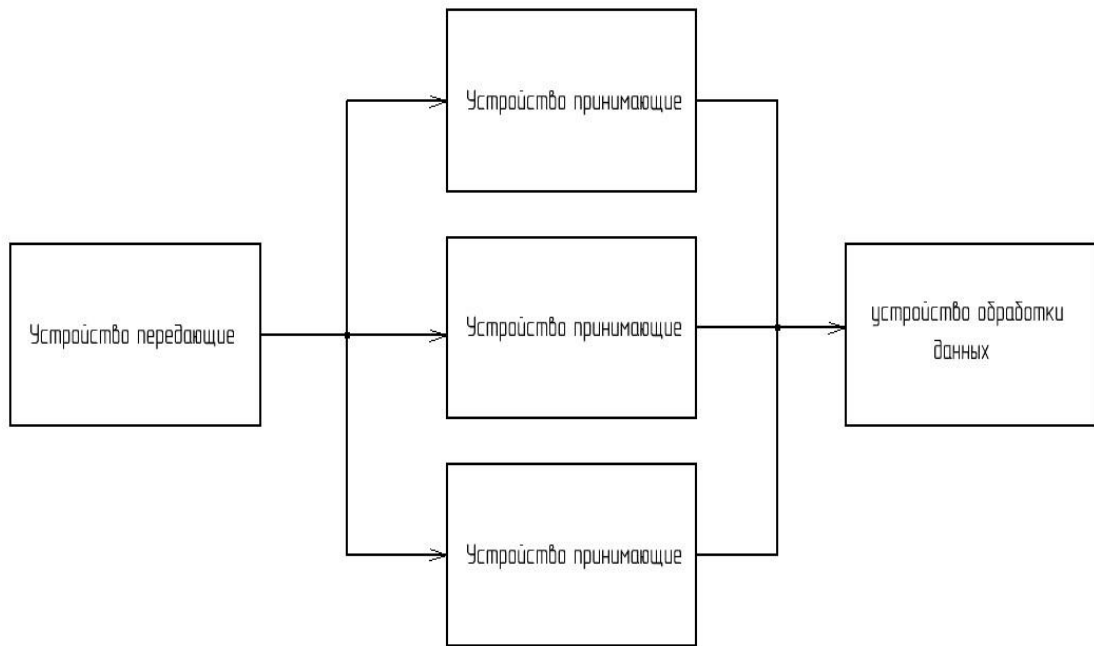 Устройство принимающие
Устройство передающие
Устройство принимающие
устройство обработки
данных
Устройство принимающие